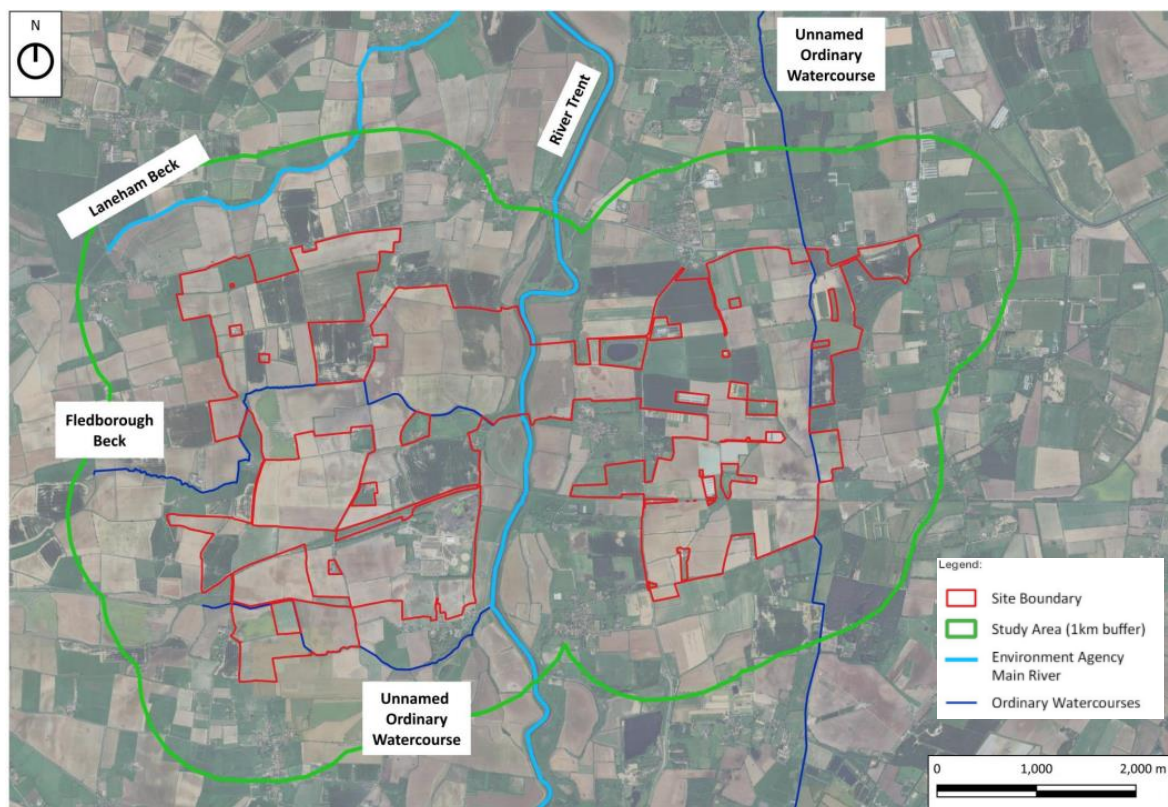 N
Unnamed
Ordinary
Watercourse
River Trent
Laneham Beck
Fledborough
Beck
Unnamed
Ordinary
Watercourse
Legend:
Site Boundary
Study Area (1km buffer)
Environment Agency
Main River
Ordinary Watercourses
0 1,000 2,000 m